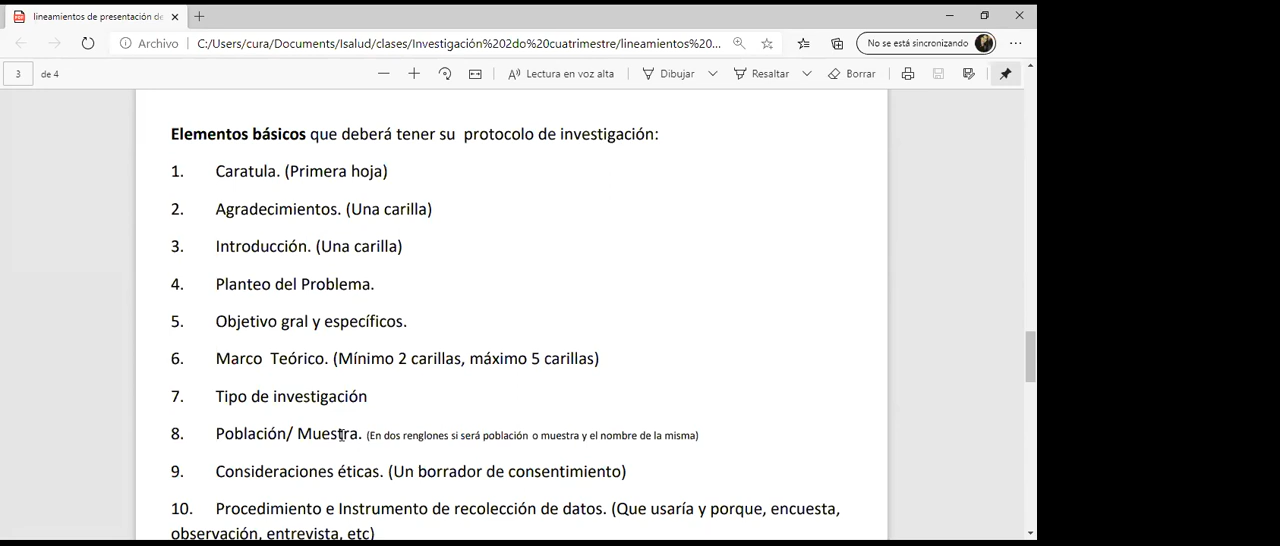 lineamientos de presentación de
Archivo C:/Users/cura/Documents/Isalud/clases/Investigación%202do%20cuatrimestre/lineamientos%20... No se está sincronizando
3 de 4 Lectura en voz alta Dibujar Resaltar Borrar
Elementos básicos que deberá tener su protocolo de investigación:
1. Caratula. (Primera hoja)
2. Agradecimientos. (Una carilla)
3. Introducción. (Una carilla)
4. Planteo del Problema.
5. Objetivo gral y específicos.
6. Marco Teórico. (Mínimo 2 carillas, máximo 5 carillas)
7. Tipo de investigación
8. Población/ Muestra. (En dos renglones si será población o muestra y el nombre de la misma)
9. Consideraciones éticas. (Un borrador de consentimiento)
10. Procedimiento e Instrumento de recolección de datos. (Que usaría y porque, encuesta,
observación, entrevista, etc)